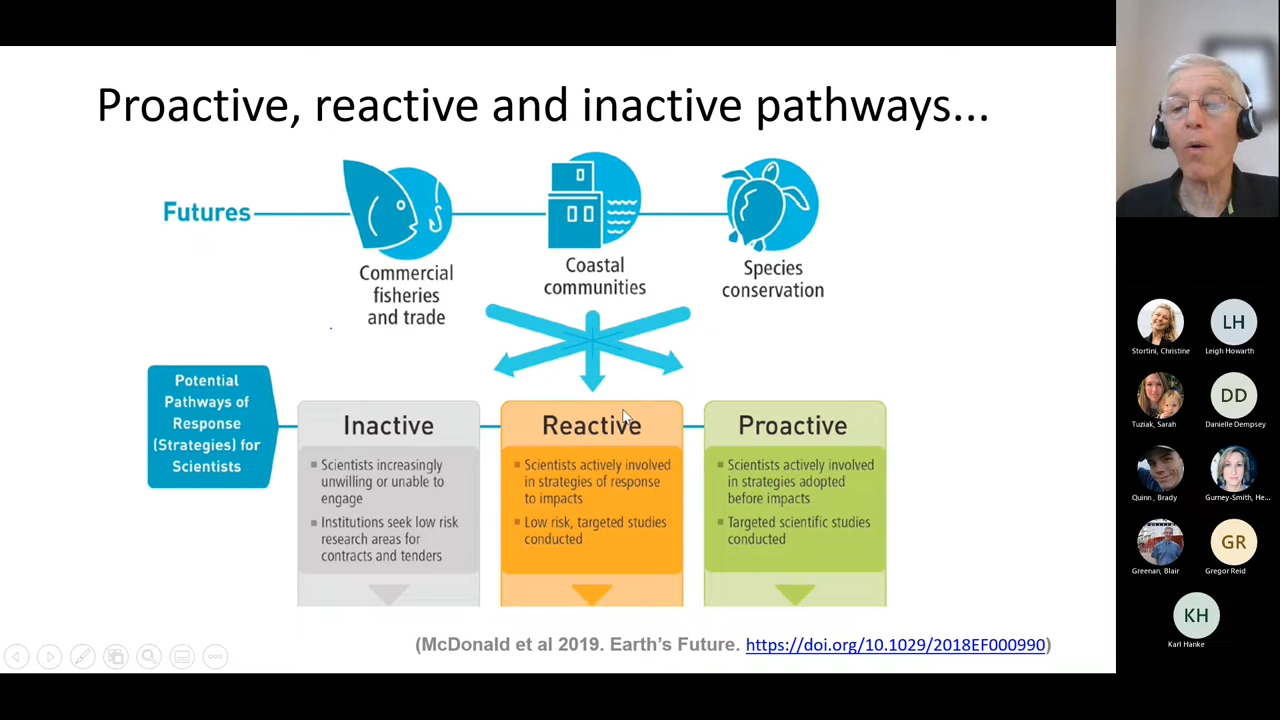 Proactive, reactive and inactive pathways...
Futures
Commercial
fisheries
and trade
Coastal
communities
Species
conservation
Potential
Pathways of
Response
(Strategies) for
Scientists
Inactive
▪ Scientists increasingly
unwilling or unable to
engage
▪ Institutions seek low risk
research areas for
contracts and tenders
Reactive
▪ Scientists actively involved
in strategies of response
to impacts
▪ Low risk, targeted studies
conducted
Proactive
▪ Scientists actively involved
in strategies adopted
before impacts
▪ Targeted scientific studies
conducted
(McDonald et al 2019. Earth's Future. https://doi.org/10.1029/2018EF000990)
Stortini, Christine
LH
Leigh Howarth
Tuziak, Sarah
DD
Danielle Dempsey
Quinn , Brady
Gurney-Smith, He...
Greenan, Blair
GR
Gregor Reid
KH
Karl Hanke